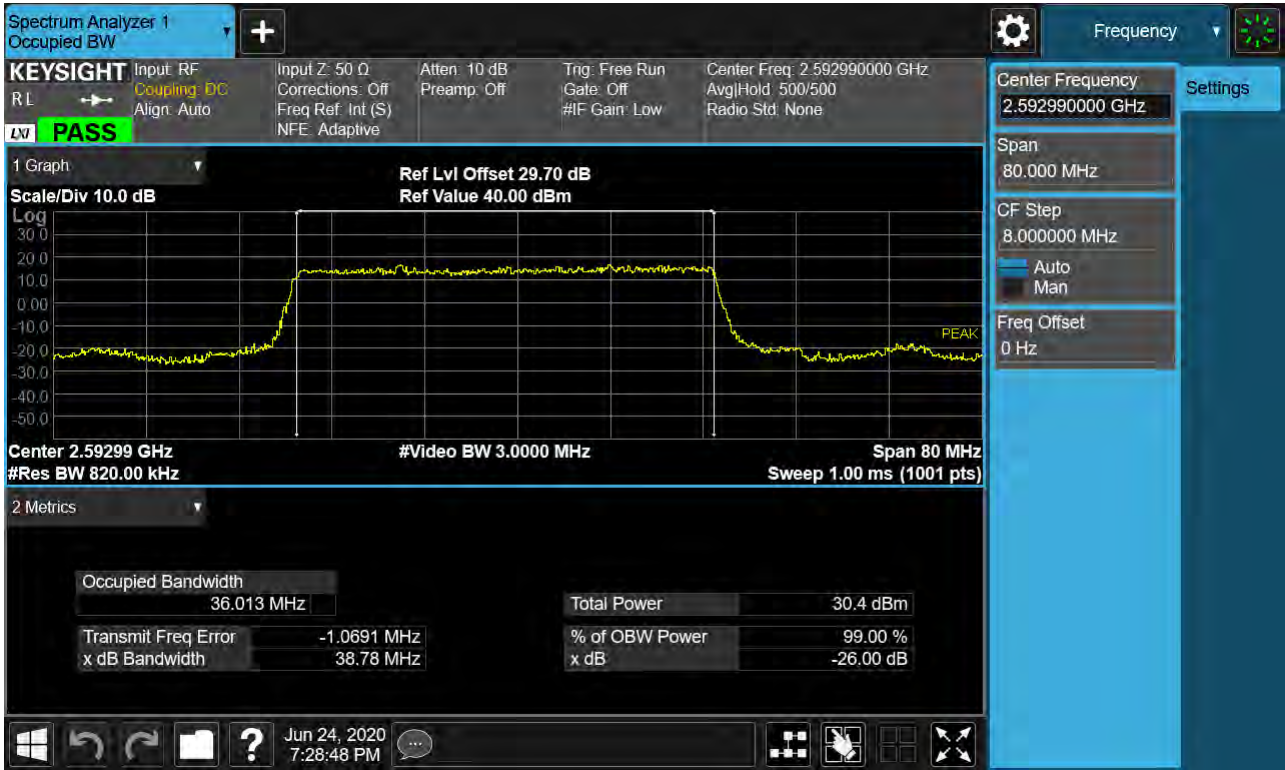 Spectrum Analyzer 1
Occupied BW
Frequency
KEYSIGHT
RL
LXI
PASS
Input: RF
Coupling: DC
Align: Auto
Input Z: 50 Ω
Corrections: Off
Freq Ref: Int (S)
NFE: Adaptive
Atten: 10 dB
Preamp: Off
Trig: Free Run
Gate: Off
#IF Gain: Low
Center Freq: 2.592990000 GHz
Avg|Hold: 500/500
Radio Std: None
1 Graph
Scale/Div 10.0 dB
Ref Lvl Offset 29.70 dB
Ref Value 40.00 dBm
Log
30.0
20.0
10.0
0.00
-10.0
-20.0
-30.0
-40.0
-50.0
PEAK
Center 2.59299 GHz
#Video BW 3.0000 MHz
Span 80 MHz
#Res BW 820.00 kHz
Sweep 1.00 ms (1001 pts)
2 Metrics
Occupied Bandwidth
36.013 MHz
Total Power 30.4 dBm
Transmit Freq Error -1.0691 MHz
% of OBW Power 99.00 %
x dB Bandwidth 38.78 MHz
x dB -26.00 dB
Center Frequency
2.592990000 GHz
Settings
Span
80.000 MHz
CF Step
8.000000 MHz
Auto
Man
Freq Offset
0 Hz
?
Jun 24, 2020
7:28:48 PM